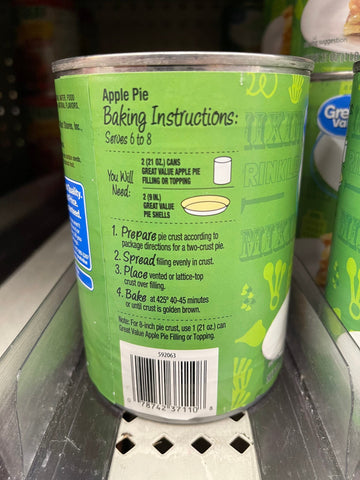 Apple Pie
Baking Instructions:
Serves 6 to 8
You Will
Need:
2 (21 OZ.) CANS
GREAT VALUE APPLE PIE
FILLING OR TOPPING
2 (9 IN.)
GREAT VALUE
PIE SHELLS
1. Prepare pie crust according to
package directions for a two-crust pie.
2. Spread filling evenly in crust.
3. Place vented or lattice-top
crust over filling.
4. Bake at 425° 40-45 minutes
or until crust is golden brown.
Note: For 8-inch pie crust, use 1 (21 oz.) can
Great Value Apple Pie Filling or Topping.
592063
78742 37110 8
suggestion